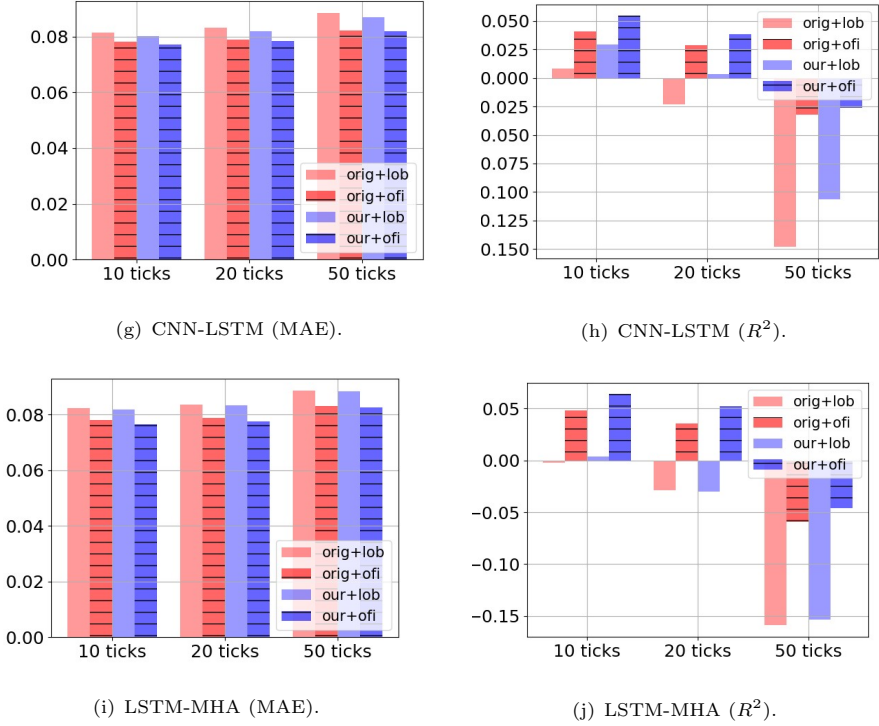 0.08
0.06
0.04
0.02
0.00
orig+lob
orig+ofi
our+lob
our+ofi
10 ticks 20 ticks 50 ticks
(g) CNN-LSTM (MAE).
0.050
0.025
0.000
0.025
0.050
0.075
0.100
0.125
0.150
orig+lob
orig+ofi
our+lob
our+ofi
10 ticks 20 ticks 50 ticks
(h) CNN-LSTM (R²).
0.08
0.06
0.04
0.02
0.00
orig+lob
orig+ofi
our+lob
our+ofi
10 ticks 20 ticks 50 ticks
(i) LSTM-MHA (MAE).
0.05
0.00
−0.05
−0.10
−0.15
orig+lob
orig+ofi
our+lob
our+ofi
10 ticks 20 ticks 50 ticks
(j) LSTM-MHA (R²).